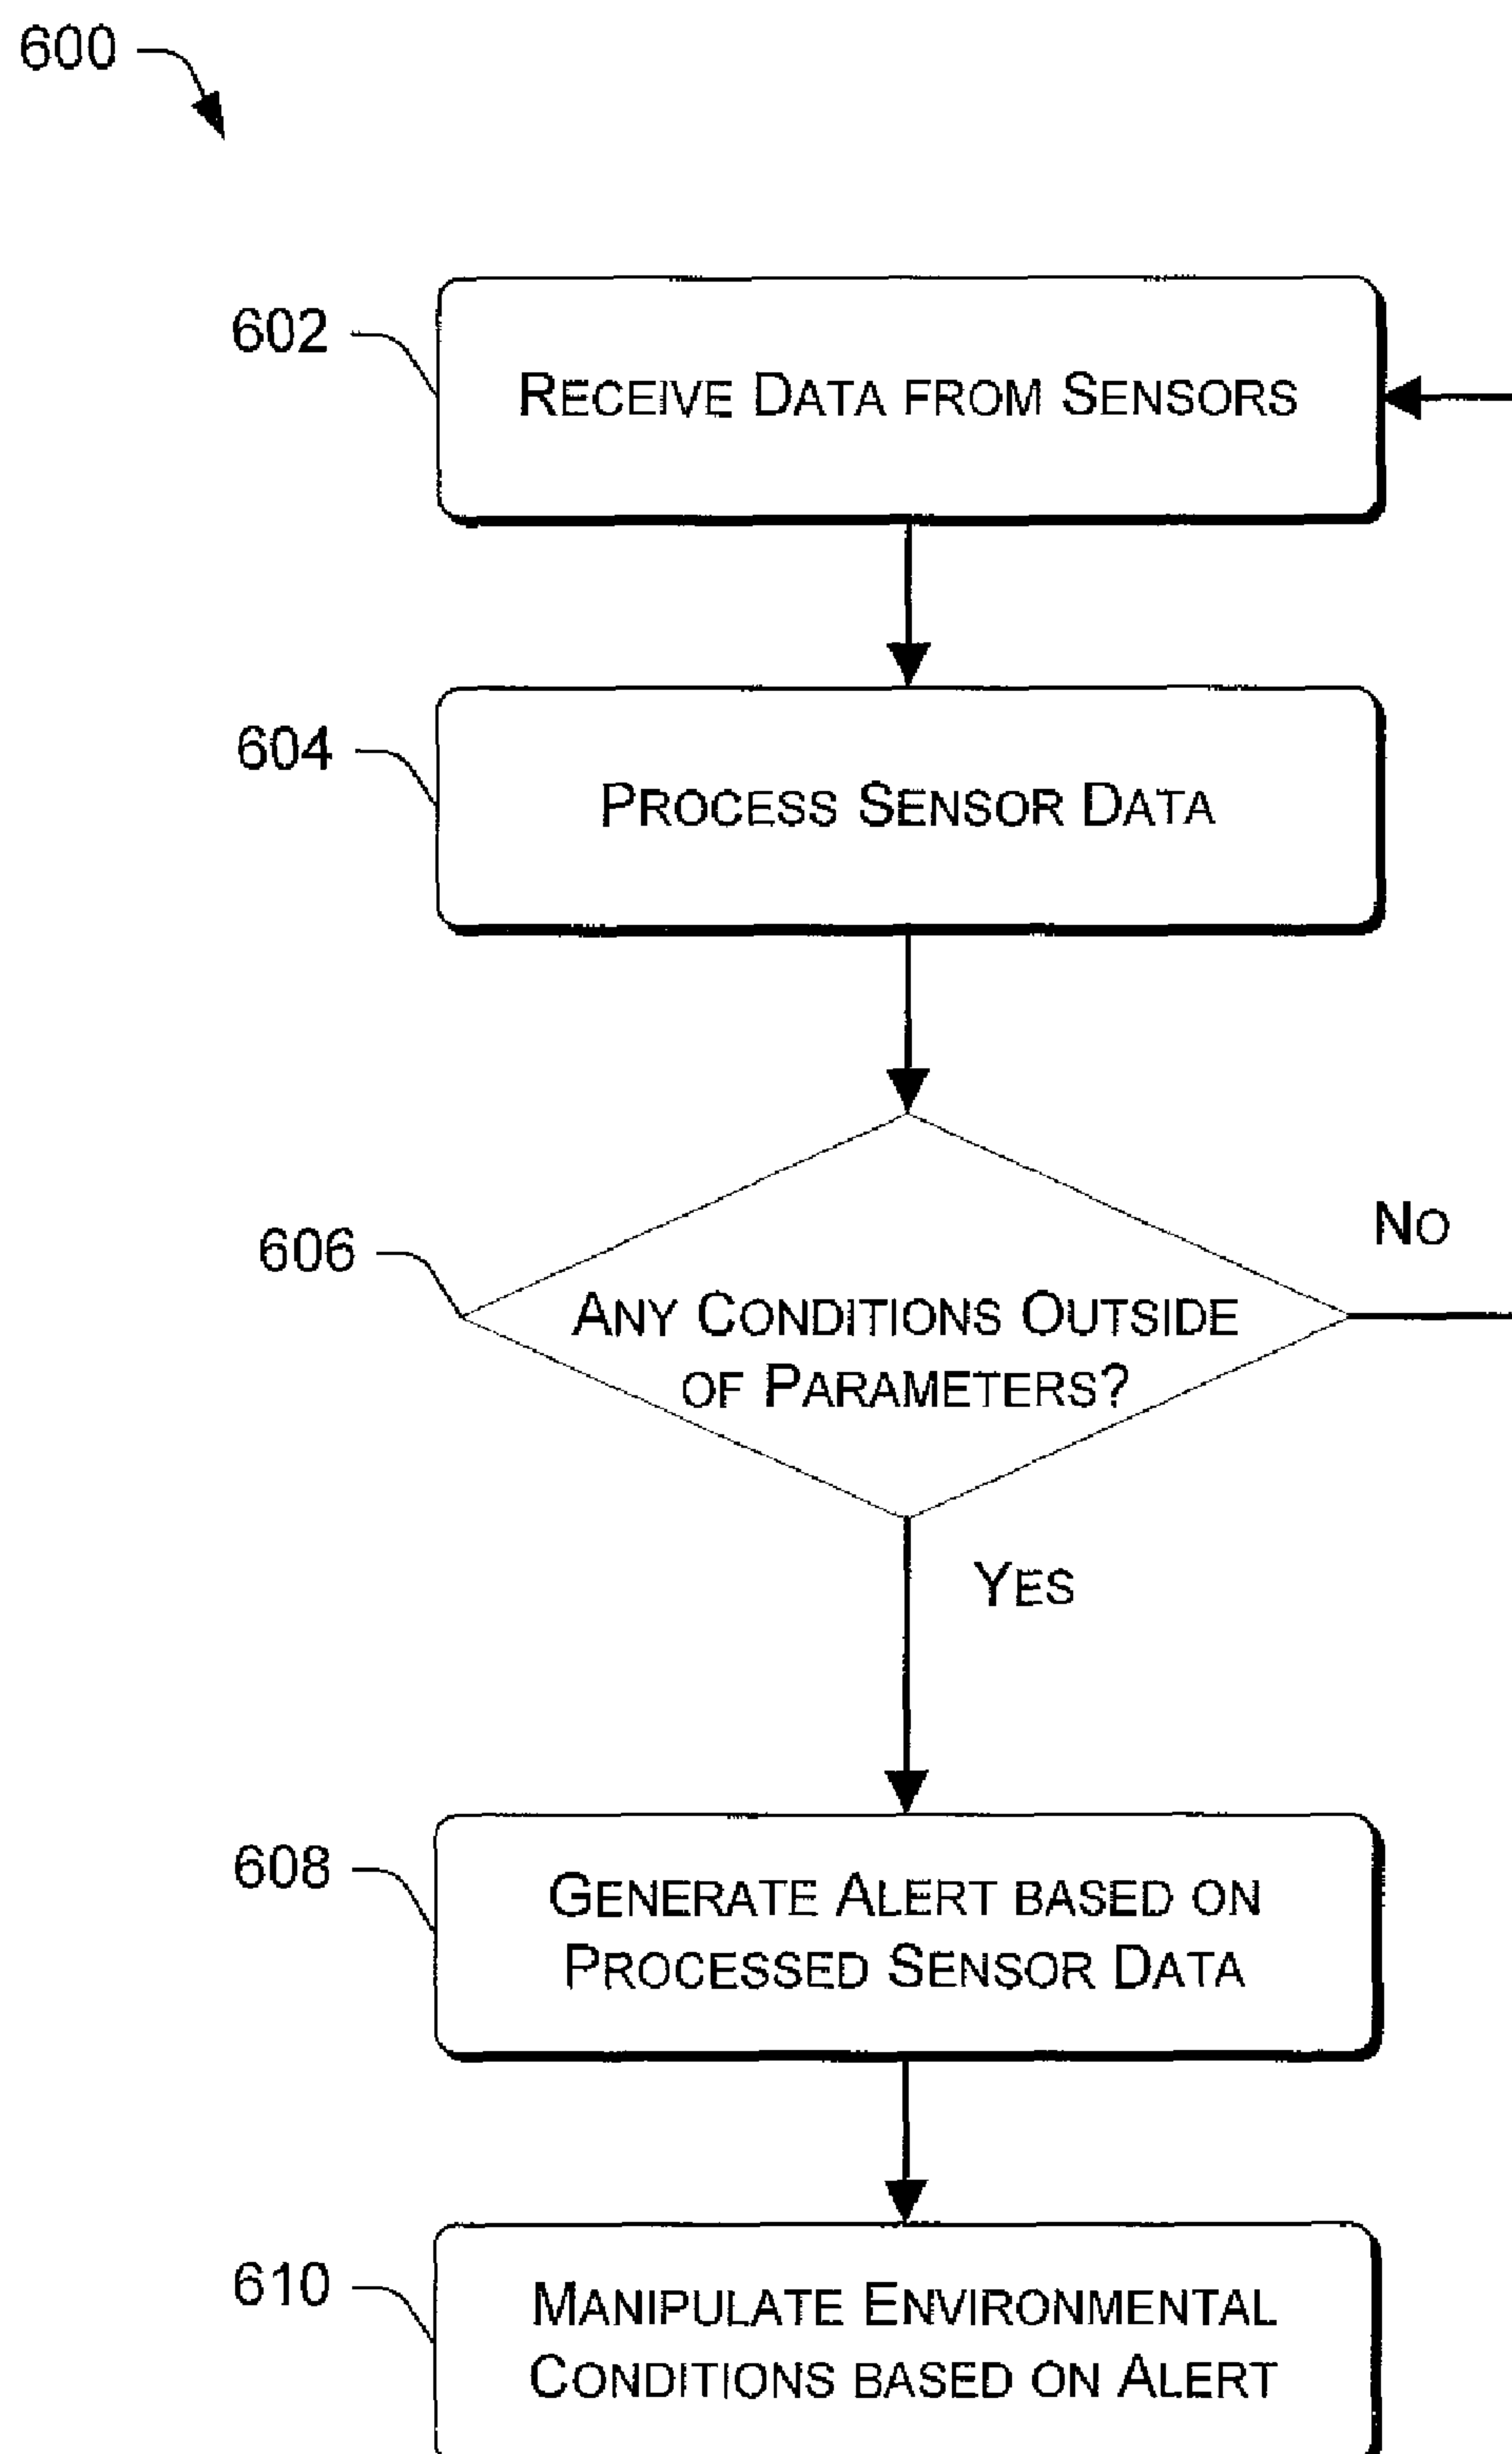 600
602
RECEIVE DATA FROM SENSORS
604
PROCESS SENSOR DATA
606
ANY CONDITIONS OUTSIDE
OF PARAMETERS?
NO
YES
608
GENERATE ALERT BASED ON
PROCESSED SENSOR DATA
610
MANIPULATE ENVIRONMENTAL
CONDITIONS BASED ON ALERT